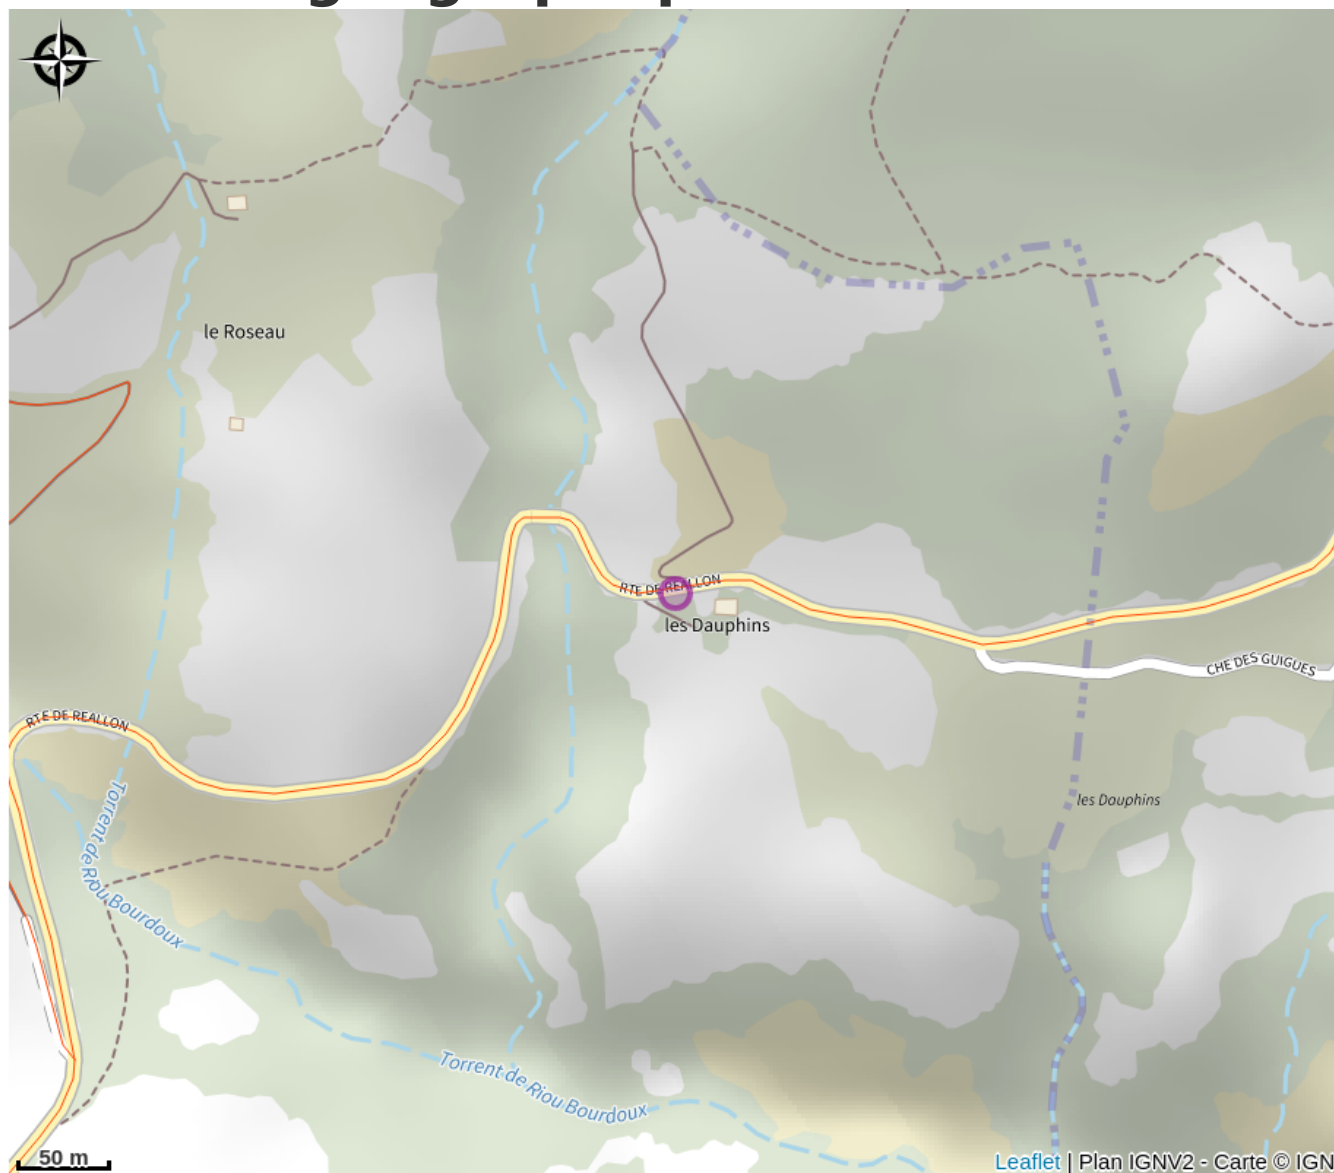 le Roseau
RTE DE REALLON
les Dauphins
CHE DES GUIGUES
RTE DE REALLON
les Dauphins
Torrent de Riou Bourdoux
Torrent de Riou Bourdoux
50 m
Leaflet | Plan IGNV2 - Carte © IGN